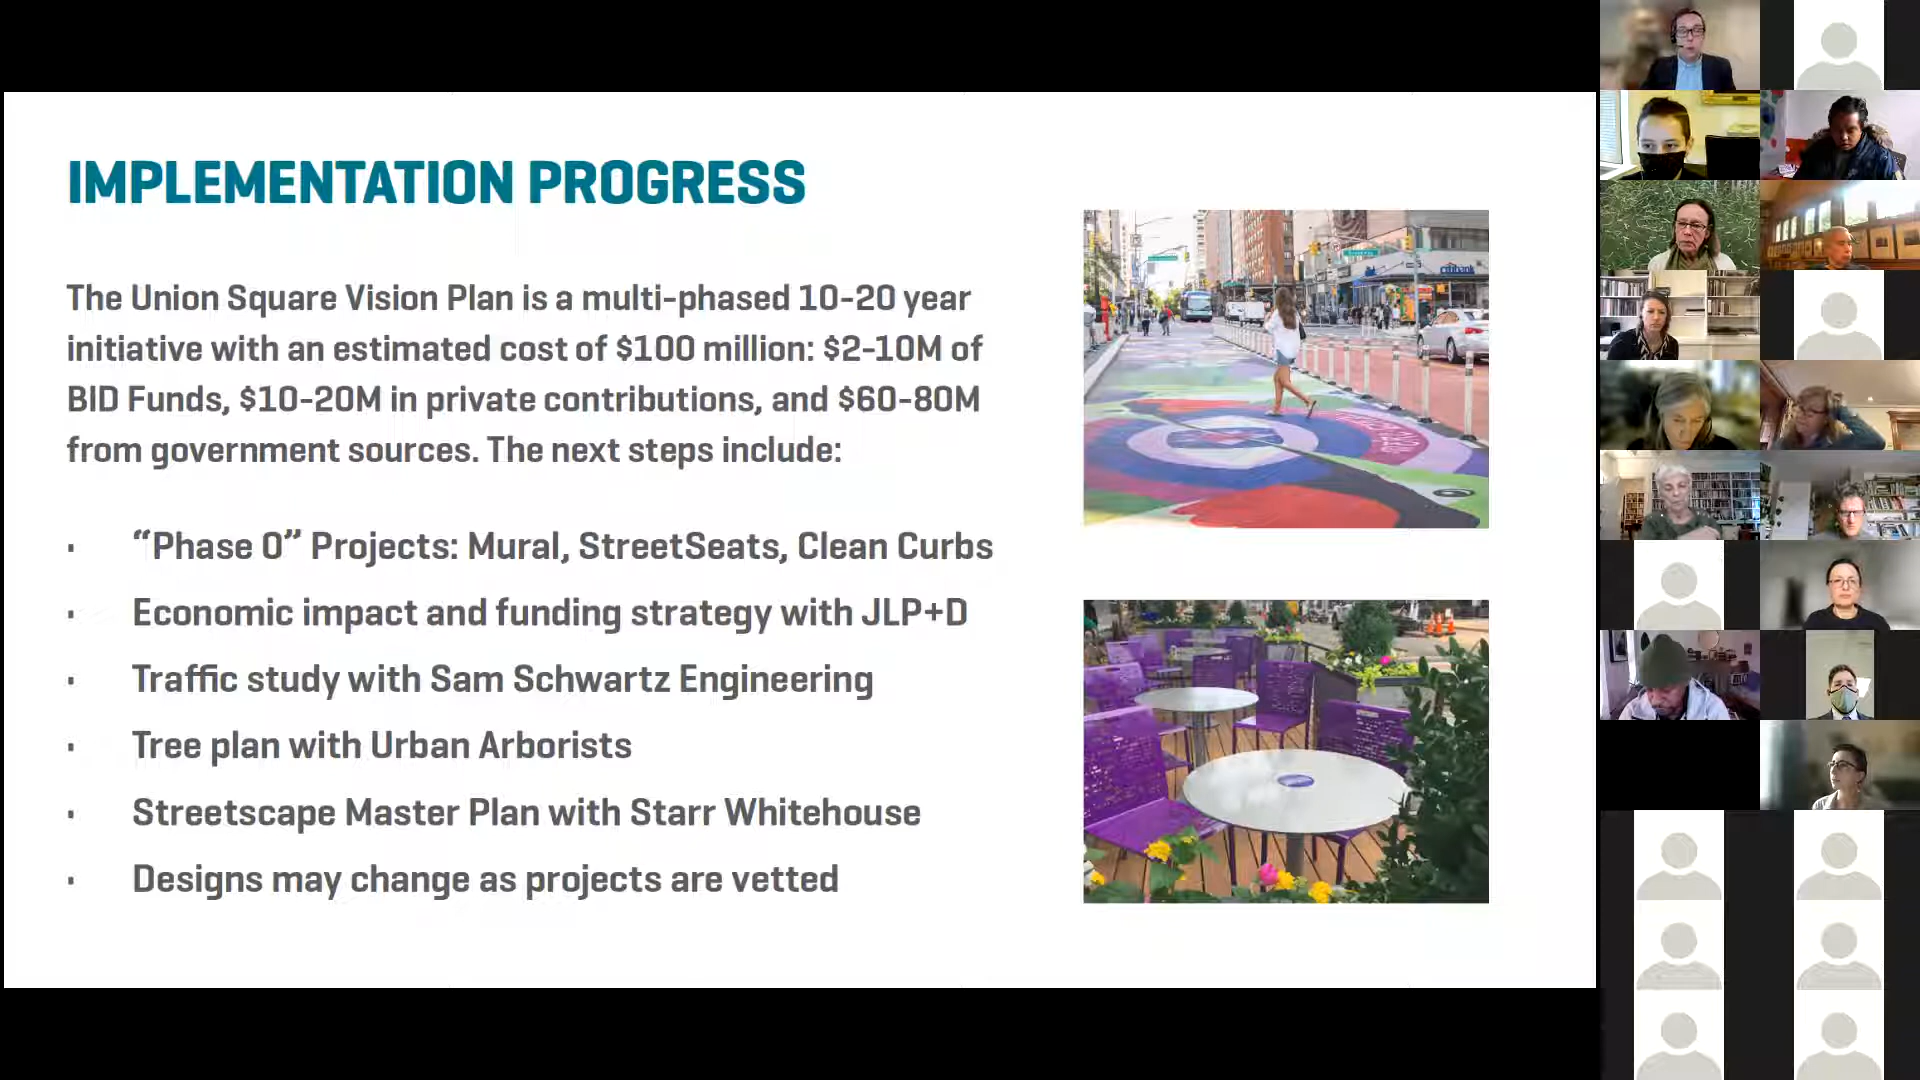 IMPLEMENTATION PROGRESS
The Union Square Vision Plan is a multi-phased 10-20 year
initiative with an estimated cost of $100 million: $2-10M of
BID Funds, $10-20M in private contributions, and $60-80M
from government sources. The next steps include:
· “Phase 0” Projects: Mural, StreetSeats, Clean Curbs
· Economic impact and funding strategy with JLP+D
· Traffic study with Sam Schwartz Engineering
· Tree plan with Urban Arborists
· Streetscape Master Plan with Starr Whitehouse
· Designs may change as projects are vetted